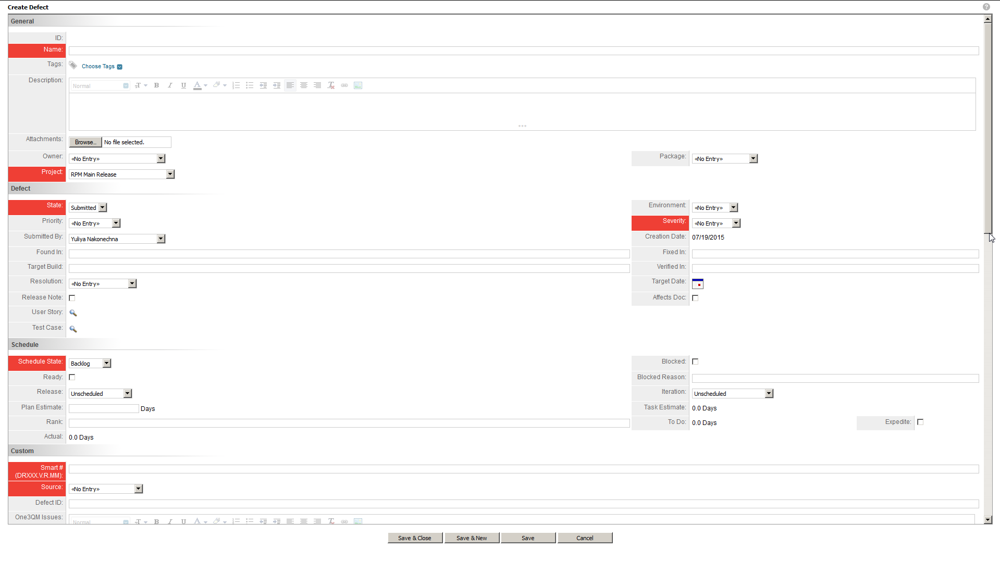 Create Defect
?
General
ID:
Name:
Tags: Choose Tags
Description: Normal T B I U A T
Attachments: Browse... No file selected.
Owner: «No Entry» Package: «No Entry»
Project: RPM Main Release
Defect
State: Submitted Environment: «No Entry»
Priority: «No Entry» Severity: «No Entry»
Submitted By: Yuliya Nakonechna Creation Date: 07/19/2015
Found In: Fixed In:
Target Build: Verified In:
Resolution: «No Entry» Target Date:
Release Note: Affects Doc:
User Story:
Test Case:
Schedule
Schedule State: Backlog Blocked:
Ready: Blocked Reason:
Release: Unscheduled Iteration: Unscheduled
Plan Estimate: Days Task Estimate: 0.0 Days
Rank: To Do: 0.0 Days Expedite:
Actual: 0.0 Days
Custom
Smart #
(DRXXX.V.R.MM):
Source: «No Entry»
Defect ID:
One3QM Issues: Normal T B I U A T
Save & Close Save & New Save Cancel